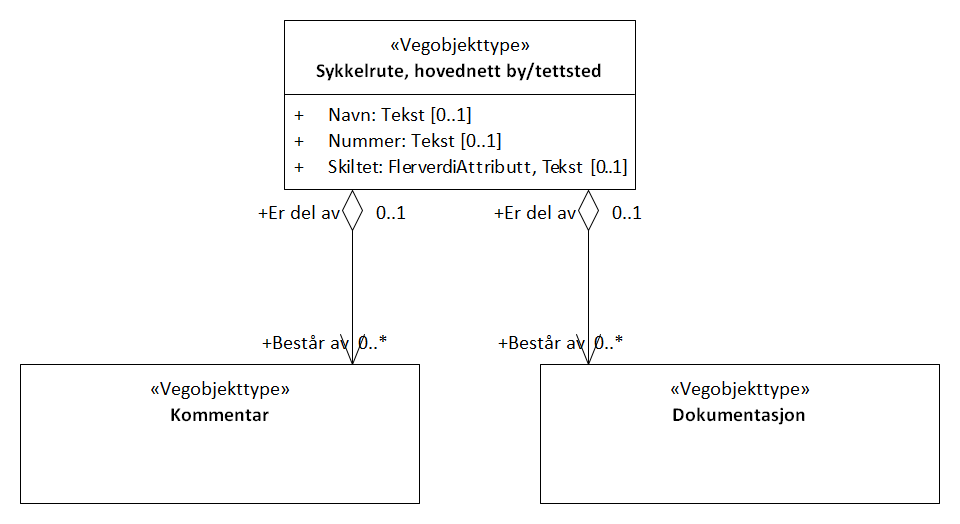 «Vegobjekttype»
Sykkelrute, hovednett by/tettsted
+ Navn: Tekst [0..1]
+ Nummer: Tekst [0..1]
+ Skiltet: FlerverdiAttributt, Tekst [0..1]
+Er del av 0..1
+Er del av 0..1
+Består av 0..*
+Består av 0..*
«Vegobjekttype»
Kommentar
«Vegobjekttype»
Dokumentasjon